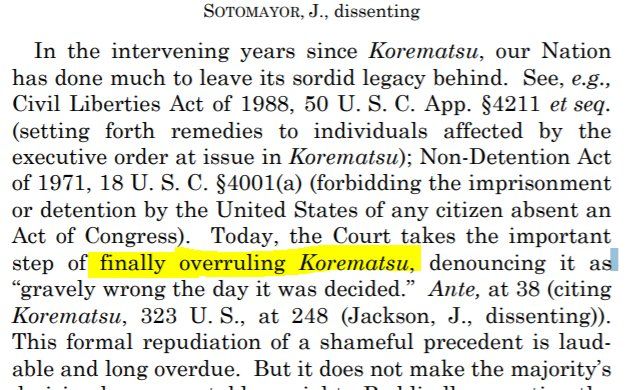 SOTOMAYOR, J., dissenting
In the intervening years since Korematsu, our Nation
has done much to leave its sordid legacy behind. See, e.g.,
Civil Liberties Act of 1988, 50 U. S. C. App. §4211 et seq.
(setting forth remedies to individuals affected by the
executive order at issue in Korematsu); Non-Detention Act
of 1971, 18 U. S. C. §4001(a) (forbidding the imprisonment
or detention by the United States of any citizen absent an
Act of Congress). Today, the Court takes the important
step of finally overruling Korematsu, denouncing it as
“gravely wrong the day it was decided.” Ante, at 38 (citing
Korematsu, 323 U. S., at 248 (Jackson, J., dissenting)).
This formal repudiation of a shameful precedent is laud-
able and long overdue. But it does not make the majority’s